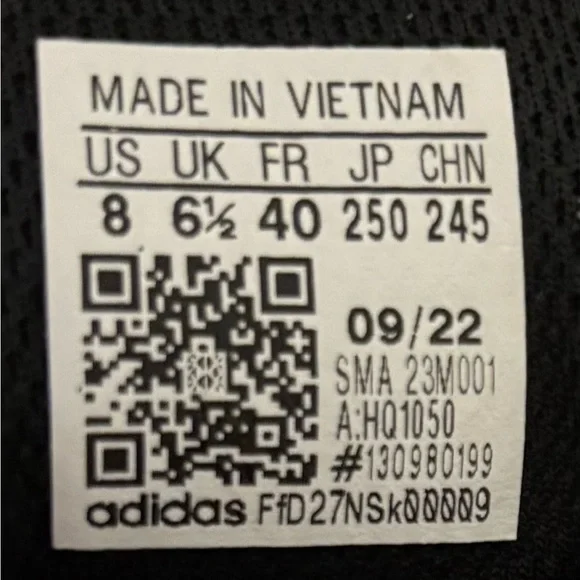 MADE IN VIETNAM
US UK FR JP CHN
8 6½ 40 250 245
09/22
SMA 23M001
A:HQ1050
#130980199
adidas FfD27NSk00009